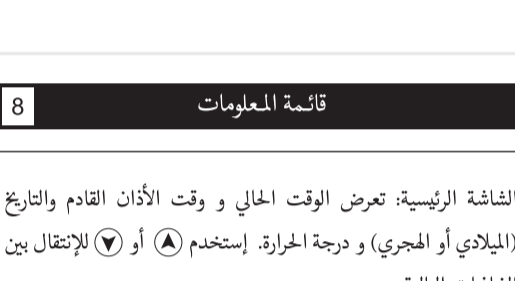 قائمة المعلومات
8
الشاشة الرئيسية: تعرض الوقت الحالي و وقت الأذان القادم والتاريخ
(الميلادي أو الهجري) و درجة الحرارة. إستخدم أو للإنتقال بين